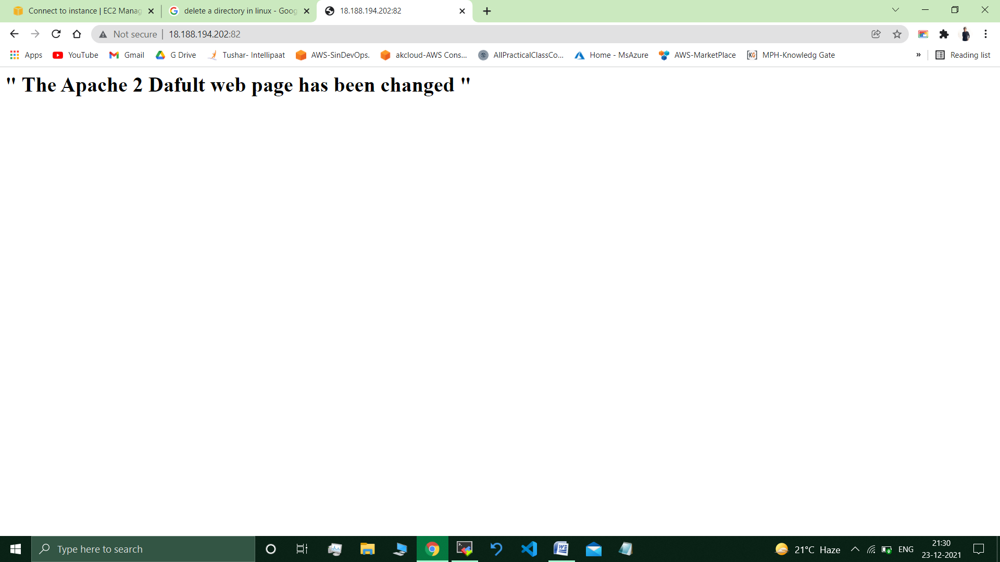 Connect to instance | EC2 Manag
delete a directory in linux - Goog
18.188.194.202:82
Not secure
18.188.194.202:82
Apps
YouTube
Gmail
G Drive
Tushar- Intellipaat
AWS-SinDevOps.
akcloud-AWS Cons...
AllPracticalClassCo...
Home - MsAzure
AWS-MarketPlace
KG
MPH-Knowledg Gate
»
Reading list
" The Apache 2 Dafult web page has been changed "
Type here to search
21°C Haze
ENG
21:30
23-12-2021